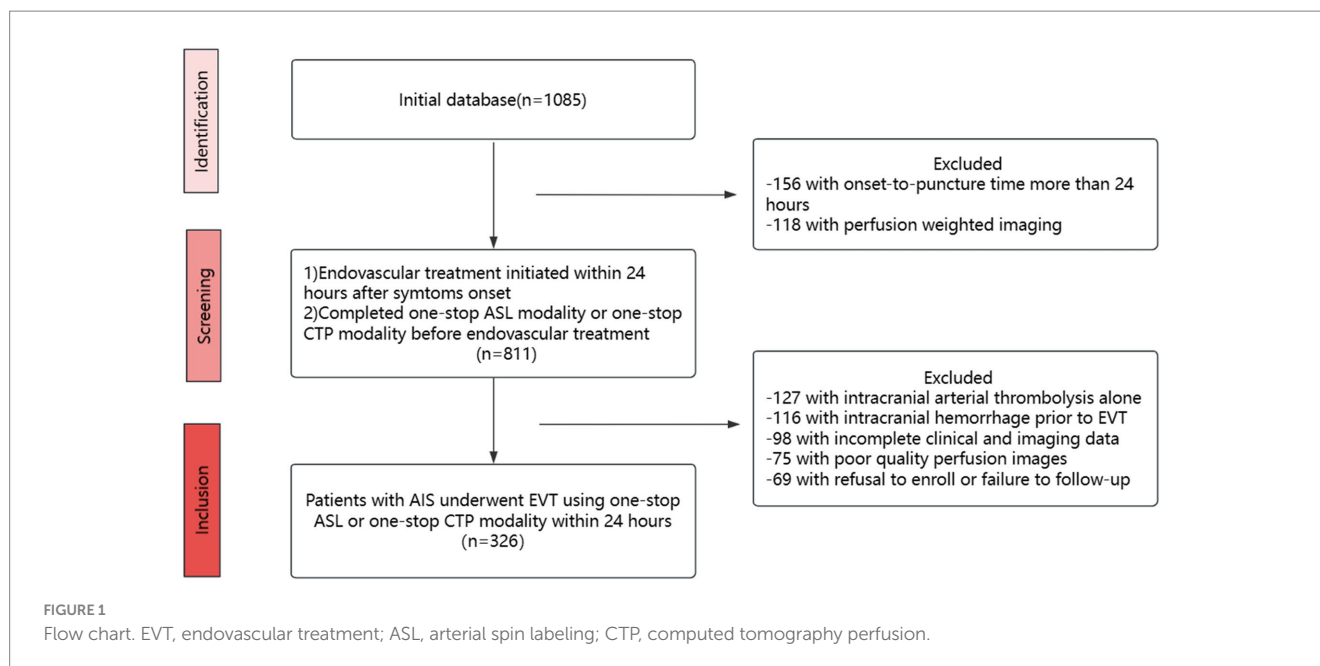 Identification
Initial database(n=1085)
Excluded
-156 with onset-to-puncture time more than 24
hours
-118 with perfusion weighted imaging
Screening
1)Endovascular treatment initiated within 24
hours after symtoms onset
2)Completed one-stop ASL modality or one-stop
CTP modality before endovascular treatment
(n=811)
Excluded
-127 with intracranial arterial thrombolysis alone
-116 with intracranial hemorrhage prior to EVT
-98 with incomplete clinical and imaging data
-75 with poor quality perfusion images
-69 with refusal to enroll or failure to follow-up
Inclusion
Patients with AIS underwent EVT using one-stop
ASL or one-stop CTP modality within 24 hours
(n=326)
FIGURE 1
Flow chart. EVT, endovascular treatment; ASL, arterial spin labeling; CTP, computed tomography perfusion.